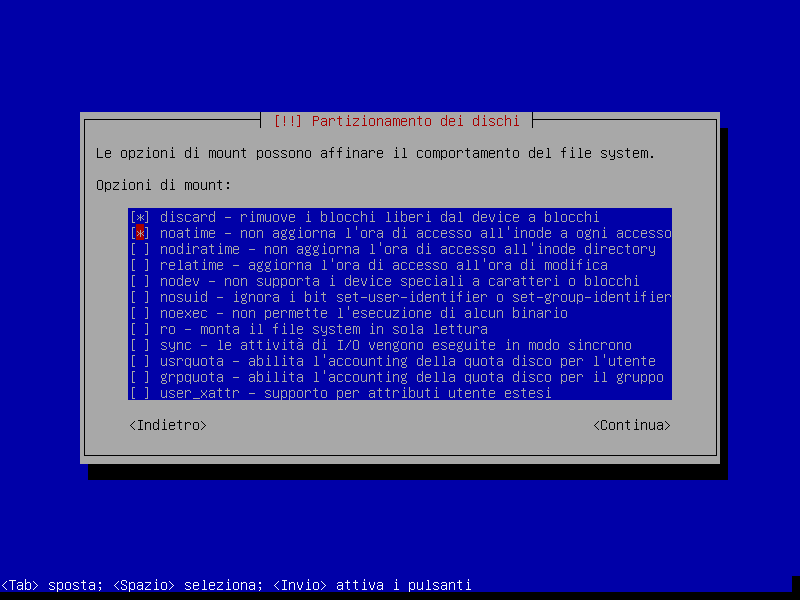 [!!] Partizionamento dei dischi
Le opzioni di mount possono affinare il comportamento del file system.
Opzioni di mount:
[*] discard – rimuove i blocchi liberi dal device a blocchi
[*] noatime – non aggiorna l'ora di accesso all'inode a ogni accesso
[ ] nodiratime – non aggiorna l'ora di accesso all'inode directory
[ ] relatime – aggiorna l'ora di accesso all'ora di modifica
[ ] nodev – non supporta i device speciali a caratteri o blocchi
[ ] nosuid – ignora i bit set-user-identifier o set-group-identifier
[ ] noexec – non permette l'esecuzione di alcun binario
[ ] ro – monta il file system in sola lettura
[ ] sync – le attività di I/O vengono eseguite in modo sincrono
[ ] usrquota – abilita l'accounting della quota disco per l'utente
[ ] grpquota – abilita l'accounting della quota disco per il gruppo
[ ] user_xattr – supporto per attributi utente estesi
<Indietro> <Continua>
<Tab> sposta; <Spazio> seleziona; <Invio> attiva i pulsanti